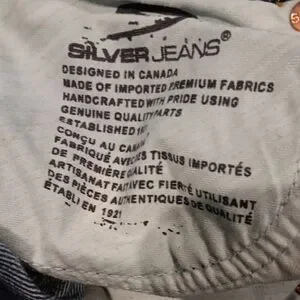 SILVER JEANS®
DESIGNED IN CANADA
MADE OF IMPORTED PREMIUM FABRICS
HANDCRAFTED WITH PRIDE USING
GENUINE QUALITY PARTS
ESTABLISHED
CONÇU AU CANADA
FABRIQUÉ AVEC DES TISSUS IMPORTÉS
DE PREMIÈRE QUALITÉ
ARTISANAT FAIT AVEC FIERTÉ UTILISANT
DES PIÈCES AUTHENTIQUES DE QUALITÉ
ÉTABLI EN 1921